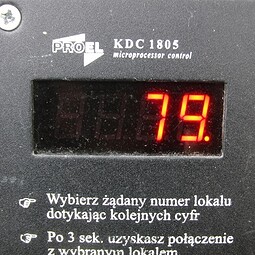 PROEL
KDC 1805
microprocessor control
79.
Wybierz żądany numer lokalu
dotykając kolejnych cyfr
Po 3 sek. uzyskasz połączenie
z wybranym lokalem